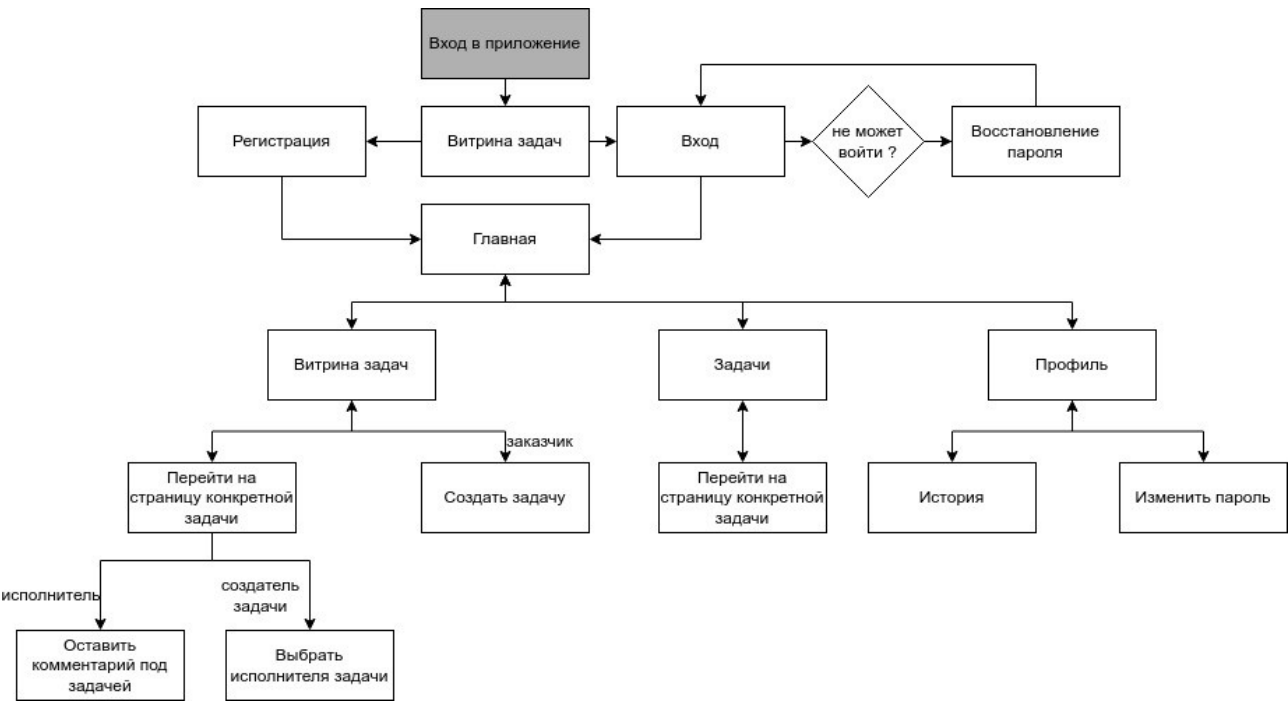 Вход в приложение
Регистрация
Витрина задач
Вход
не может
войти ?
Восстановление
пароля
Главная
Витрина задач
Задачи
Профиль
заказчик
Перейти на
страницу конкретной
задачи
Создать задачу
Перейти на
страницу конкретной
задачи
История
Изменить пароль
исполнитель
создатель
задачи
Оставить
комментарий под
задачей
Выбрать
исполнителя задачи